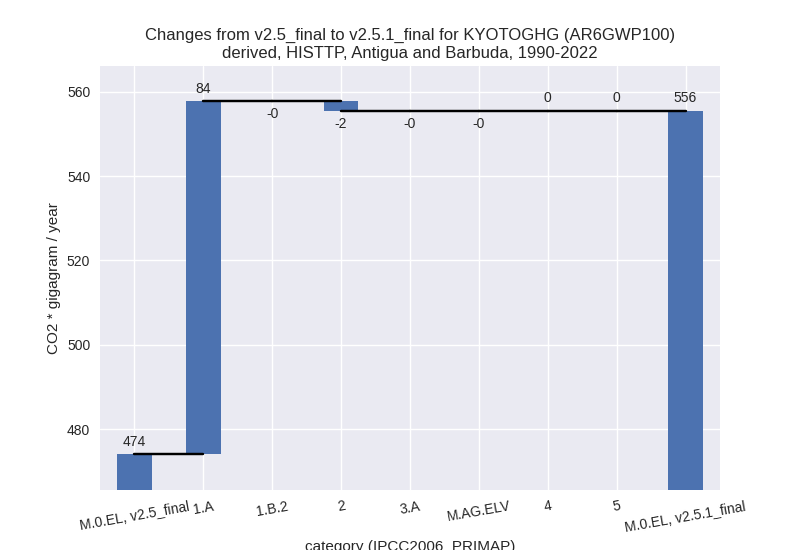 Changes from v2.5_final to v2.5.1_final for KYOTOGHG (AR6GWP100)
derived, HISTTP, Antigua and Barbuda, 1990-2022
CO2 * gigagram / year
560
540
520
500
480
474
84
-0
-2
-0
-0
0
0
556
M.0.EL, v2.5_final
1.A
1.B.2
2
3.A
M.AG.ELV
4
5
M.0.EL, v2.5.1_final
category (IPCC2006_PRIMAP)